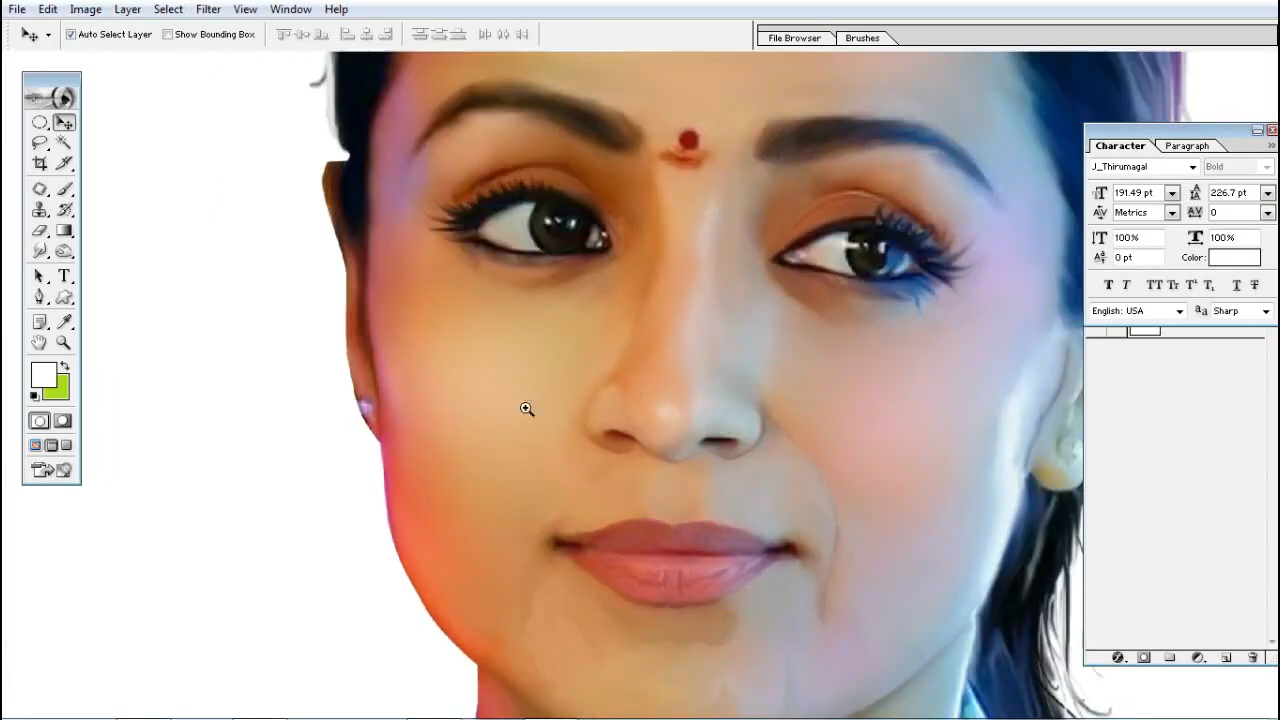 File Edit Image Layer Select Filter View Window Help
Auto Select Layer Show Bounding Box
File Browser Brushes
Character Paragraph
J_Thirumagal Bold
191.49 pt 226.7 pt
Metrics 0
100% 100%
0 pt Color:
T T TT Tr T¹ T, T T
English: USA aa Sharp